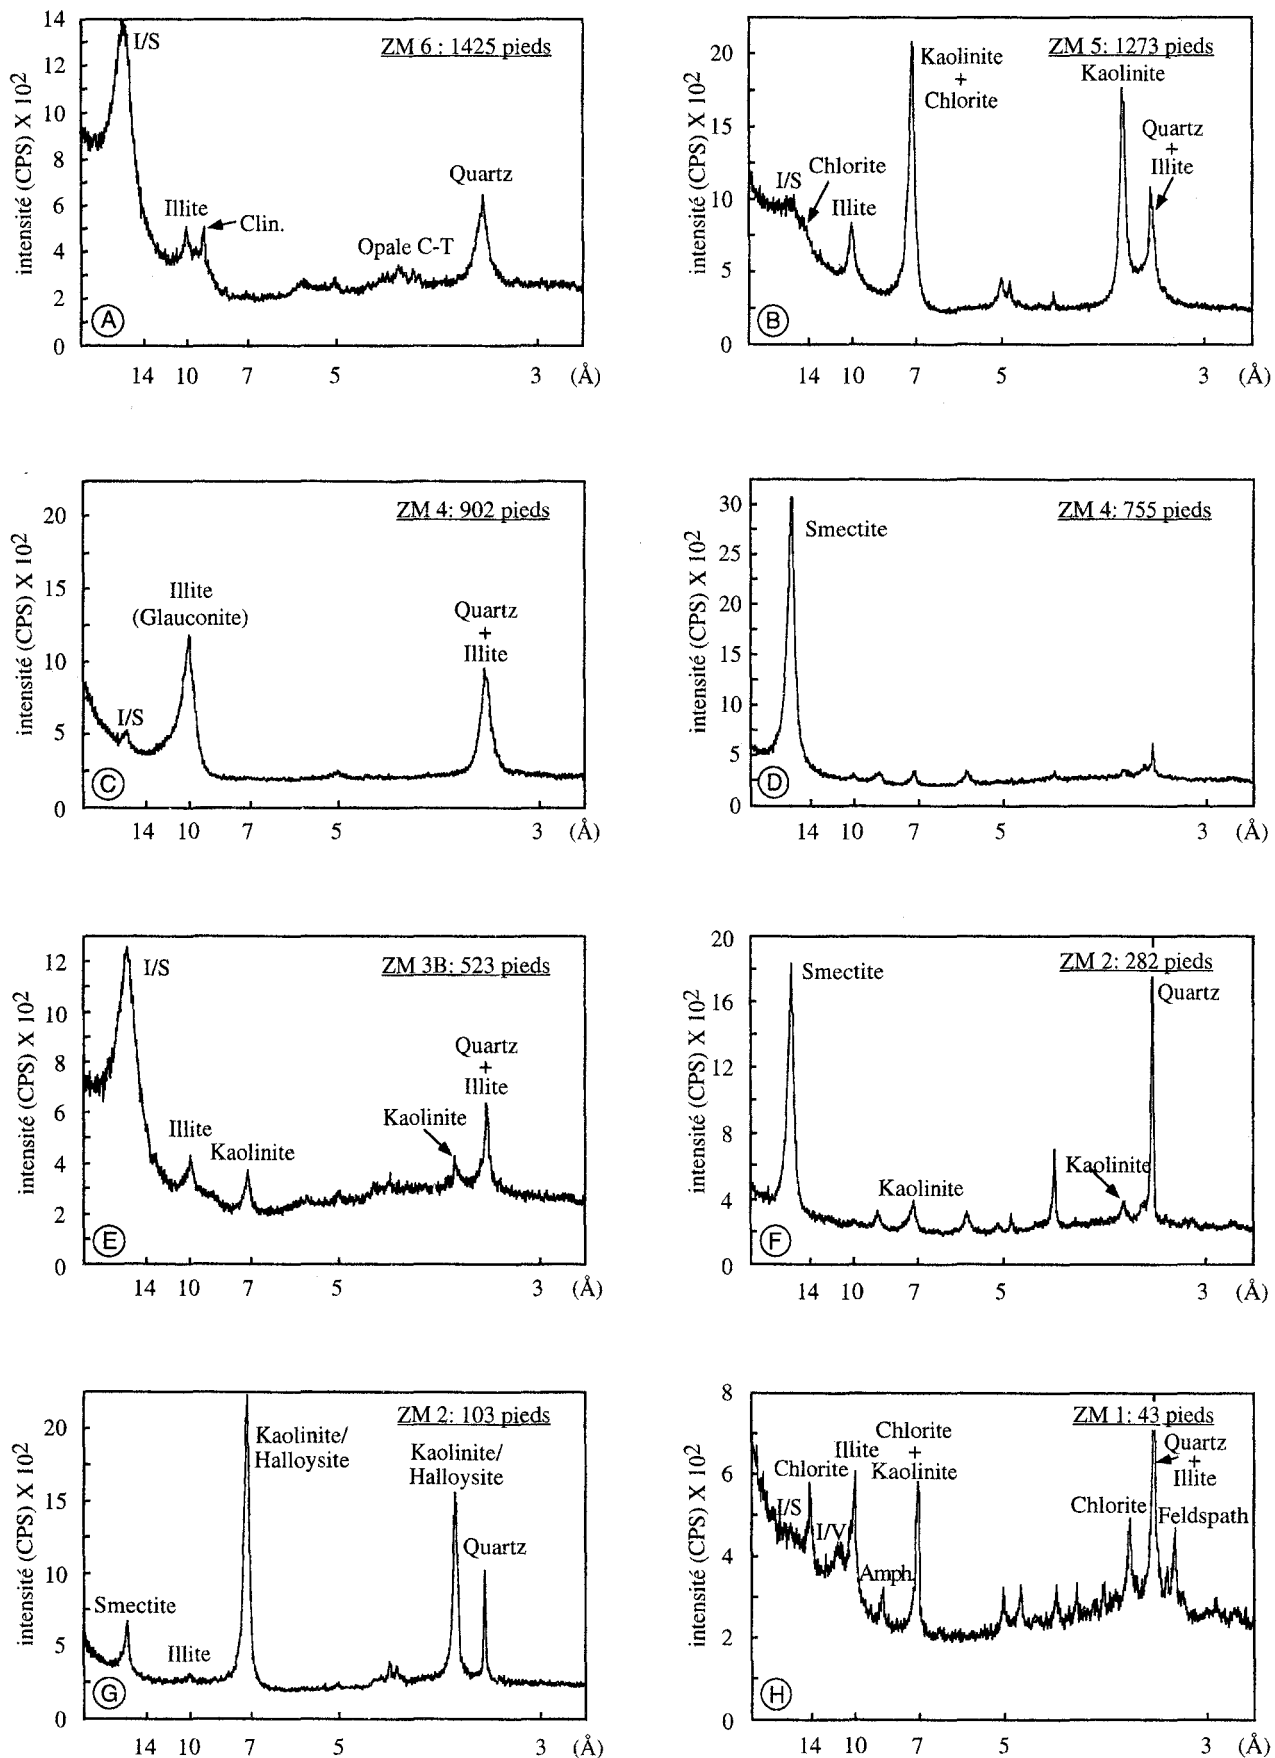 ZM 6 : 1425 pieds
intensité (CPS) X 10²
14
12
10
8
6
4
2
0
I/S
Illite
Clin.
Opale C-T
Quartz
A
14 10 7 5 3 (Å)
ZM 5: 1273 pieds
intensité (CPS) X 10²
20
15
10
5
0
I/S
Chlorite
Illite
Kaolinite
+
Chlorite
Kaolinite
Quartz
+
Illite
B
14 10 7 5 3 (Å)
ZM 4: 902 pieds
intensité (CPS) X 10²
20
15
10
5
0
I/S
Illite
(Glauconite)
Quartz
+
Illite
C
14 10 7 5 3 (Å)
ZM 4: 755 pieds
intensité (CPS) X 10²
30
25
20
15
10
5
0
Smectite
D
14 10 7 5 3 (Å)
ZM 3B: 523 pieds
intensité (CPS) X 10²
12
10
8
6
4
2
0
I/S
Illite
Kaolinite
Kaolinite
Quartz
+
Illite
E
14 10 7 5 3 (Å)
ZM 2: 282 pieds
intensité (CPS) X 10²
20
16
12
8
4
0
Smectite
Kaolinite
Kaolinite
Quartz
F
14 10 7 5 3 (Å)
ZM 2: 103 pieds
intensité (CPS) X 10²
20
15
10
5
0
Smectite
Illite
Kaolinite/
Halloysite
Kaolinite/
Halloysite
Quartz
G
14 10 7 5 3 (Å)
ZM 1: 43 pieds
intensité (CPS) X 10²
8
6
4
2
0
I/S
Chlorite
I/V
Illite
Amph.
Chlorite
+
Kaolinite
Chlorite
Quartz
+
Illite
Feldspath
H
14 10 7 5 3 (Å)